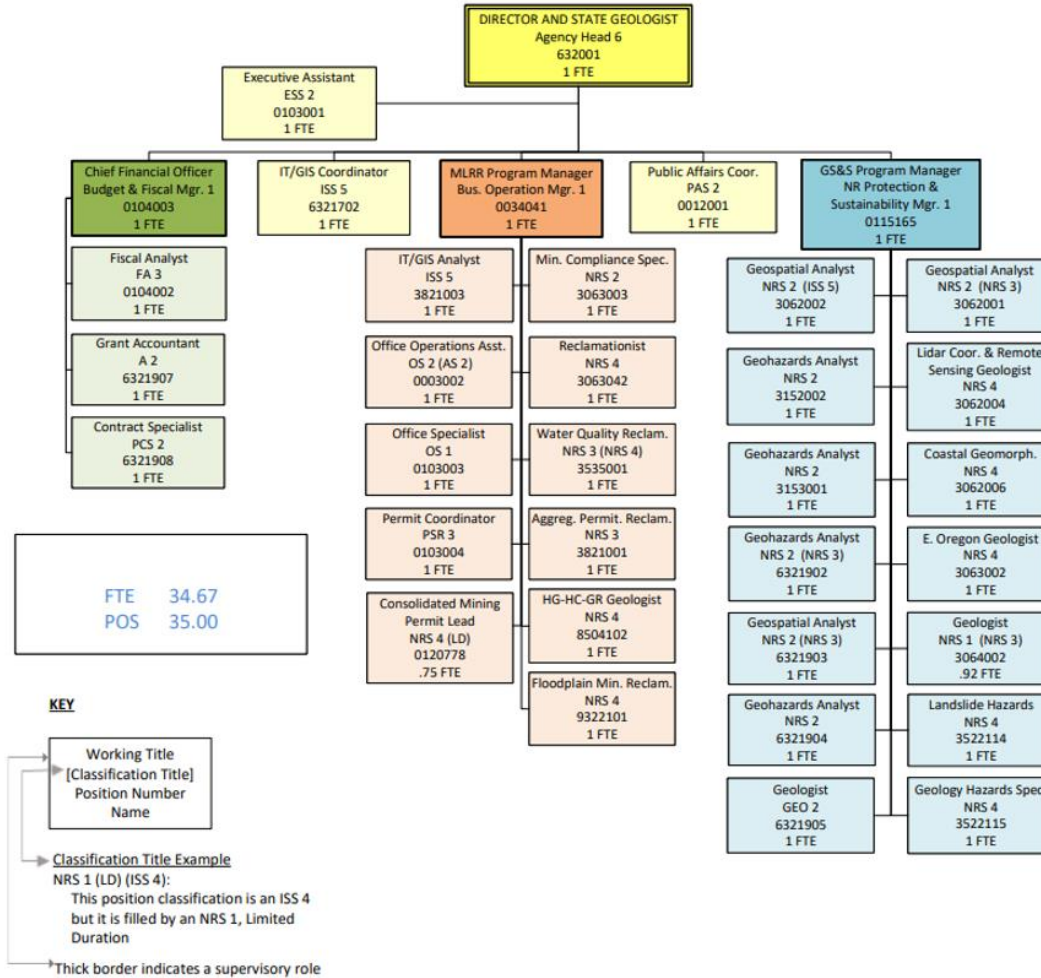 DIRECTOR AND STATE GEOLOGIST
Agency Head 6
632001
1 FTE
Executive Assistant
ESS 2
0103001
1 FTE
Chief Financial Officer
Budget & Fiscal Mgr. 1
0104003
1 FTE
IT/GIS Coordinator
ISS 5
6321702
1 FTE
MLRR Program Manager
Bus. Operation Mgr. 1
0034041
1 FTE
Public Affairs Coor.
PAS 2
0012001
1 FTE
GS&S Program Manager
NR Protection &
Sustainability Mgr. 1
0115165
1 FTE
Fiscal Analyst
FA 3
0104002
1 FTE
Grant Accountant
A 2
6321907
1 FTE
Contract Specialist
PCS 2
6321908
1 FTE
IT/GIS Analyst
ISS 5
3821003
1 FTE
Min. Compliance Spec.
NRS 2
3063003
1 FTE
Office Operations Asst.
OS 2 (AS 2)
0003002
1 FTE
Reclamationist
NRS 4
3063042
1 FTE
Office Specialist
OS 1
0103003
1 FTE
Water Quality Reclam.
NRS 3 (NRS 4)
3535001
1 FTE
Permit Coordinator
PSR 3
0103004
1 FTE
Aggreg. Permit. Reclam.
NRS 3
3821001
1 FTE
Consolidated Mining
Permit Lead
NRS 4 (LD)
0120778
.75 FTE
HG-HC-GR Geologist
NRS 4
8504102
1 FTE
Floodplain Min. Reclam.
NRS 4
9322101
1 FTE
Geospatial Analyst
NRS 2 (ISS 5)
3062002
1 FTE
Geospatial Analyst
NRS 2 (NRS 3)
3062001
1 FTE
Geohazards Analyst
NRS 2
3152002
1 FTE
Lidar Coor. & Remote
Sensing Geologist
NRS 4
3062004
1 FTE
Geohazards Analyst
NRS 2
3153001
1 FTE
Coastal Geomorph.
NRS 4
3062006
1 FTE
Geohazards Analyst
NRS 2 (NRS 3)
6321902
1 FTE
E. Oregon Geologist
NRS 4
3063002
1 FTE
Geospatial Analyst
NRS 2 (NRS 3)
6321903
1 FTE
Geologist
NRS 1 (NRS 3)
3064002
.92 FTE
Geohazards Analyst
NRS 2
6321904
1 FTE
Landslide Hazards
NRS 4
3522114
1 FTE
Geologist
GEO 2
6321905
1 FTE
Geology Hazards Spec
NRS 4
3522115
1 FTE
FTE 34.67
POS 35.00
KEY
Working Title
[Classification Title]
Position Number
Name
Classification Title Example
NRS 1 (LD) (ISS 4):
This position classification is an ISS 4
but it is filled by an NRS 1, Limited
Duration
Thick border indicates a supervisory role